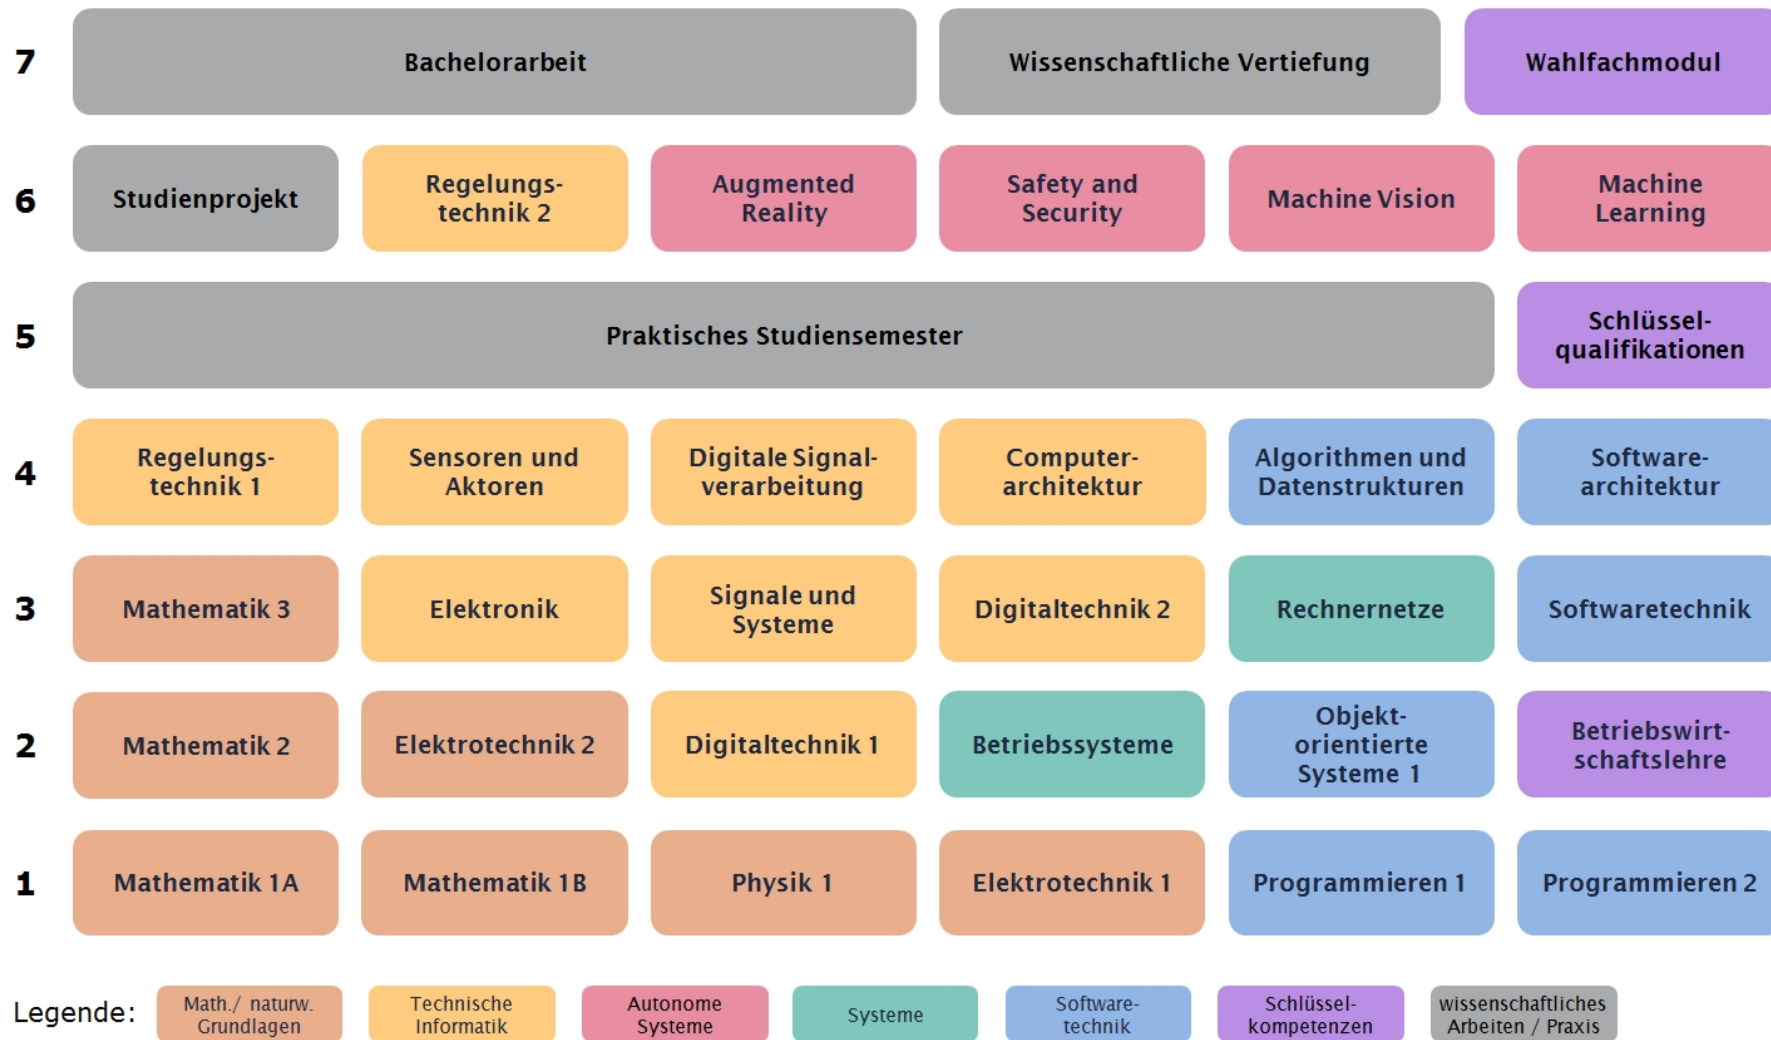 7
Bachelorarbeit
Wissenschaftliche Vertiefung
Wahlfachmodul
6
Studienprojekt
Regelungs-
technik 2
Augmented
Reality
Safety and
Security
Machine Vision
Machine
Learning
5
Praktisches Studiensemester
Schlüssel-
qualifikationen
4
Regelungs-
technik 1
Sensoren und
Aktoren
Digitale Signal-
verarbeitung
Computer-
architektur
Algorithmen und
Datenstrukturen
Software-
architektur
3
Mathematik 3
Elektronik
Signale und
Systeme
Digitaltechnik 2
Rechnernetze
Softwaretechnik
2
Mathematik 2
Elektrotechnik 2
Digitaltechnik 1
Betriebssysteme
Objekt-
orientierte
Systeme 1
Betriebswirt-
schaftslehre
1
Mathematik 1A
Mathematik 1B
Physik 1
Elektrotechnik 1
Programmieren 1
Programmieren 2
Legende:
Math./ naturw.
Grundlagen
Technische
Informatik
Autonome
Systeme
Systeme
Software-
technik
Schlüssel-
kompetenzen
wissenschaftliches
Arbeiten / Praxis